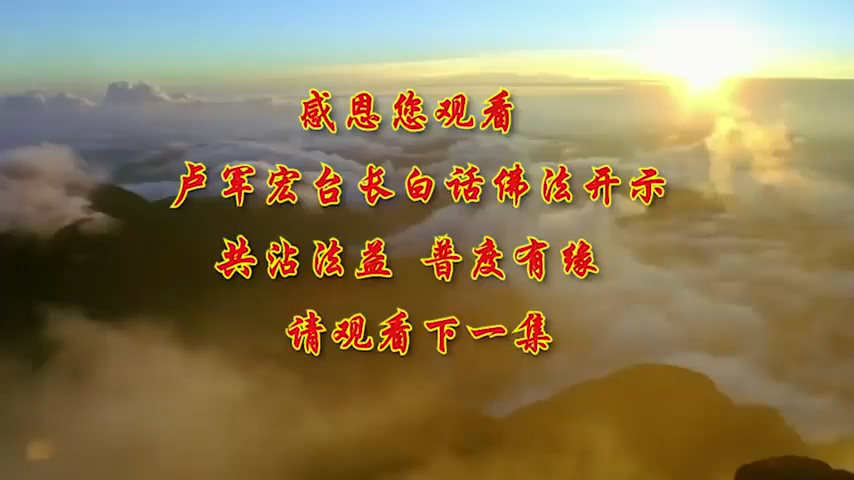 感恩您观看
卢军宏台长白话佛法开示
共沾法益 普度有缘
请观看下一集